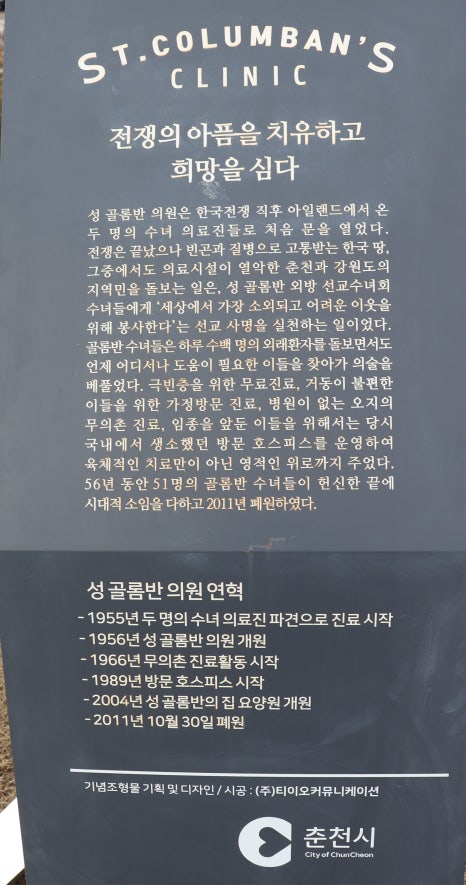 ST. COLUMBAN'S
CLINIC
전쟁의 아픔을 치유하고
희망을 심다
성 골롬반 의원은 한국전쟁 직후 아일랜드에서 온
두 명의 수녀 의료진들로 처음 문을 열었다.
전쟁은 끝났으나 빈곤과 질병으로 고통받는 한국 땅,
그중에서도 의료시설이 열악한 춘천과 강원도의
지역민을 돌보는 일은, 성 골롬반 외방 선교수녀회
수녀들에게 '세상에서 가장 소외되고 어려운 이웃을
위해 봉사한다'는 선교 사명을 실천하는 일이었다.
골롬반 수녀들은 하루 수백 명의 외래환자를 돌보면서도
언제 어디서나 도움이 필요한 이들을 찾아가 의술을
베풀었다. 극빈층을 위한 무료진료, 거동이 불편한
이들을 위한 가정방문 진료, 병원이 없는 오지의
무의촌 진료, 임종을 앞둔 이들을 위해서는 당시
국내에서 생소했던 방문 호스피스를 운영하여
육체적인 치료만이 아닌 영적인 위로까지 주었다.
56년 동안 51명의 골롬반 수녀들이 헌신한 끝에
시대적 소임을 다하고 2011년 폐원하였다.
성 골롬반 의원 연혁
- 1955년 두 명의 수녀 의료진 파견으로 진료 시작
- 1956년 성 골롬반 의원 개원
- 1966년 무의촌 진료활동 시작
- 1989년 방문 호스피스 시작
- 2004년 성 골롬반의 집 요양원 개원
- 2011년 10월 30일 폐원
기념조형물 기획 및 디자인 / 시공 : (주)티이오커뮤니케이션
춘천시
City of ChunCheon